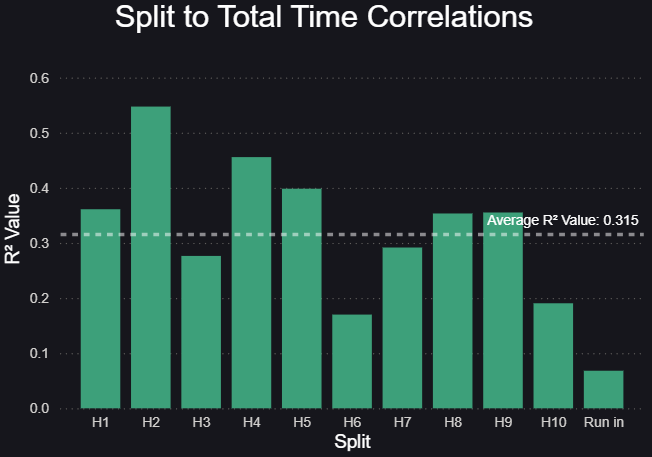 Split to Total Time Correlations
R² Value
0.6
0.5
0.4
0.3
0.2
0.1
0.0
Average R² Value: 0.315
H1 H2 H3 H4 H5 H6 H7 H8 H9 H10 Run in
Split